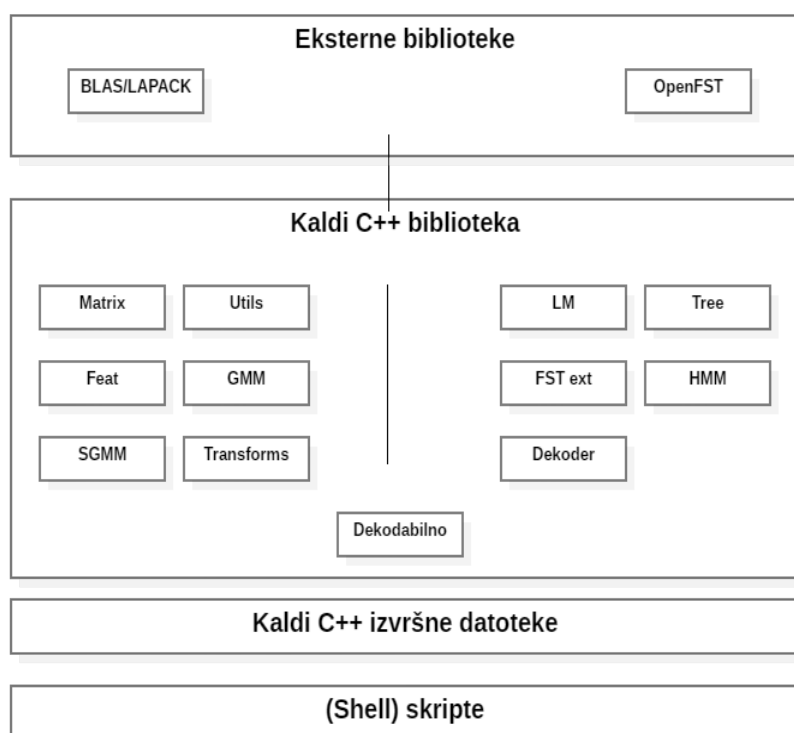 Eksterne biblioteke
BLAS/LAPACK
OpenFST
Kaldi C++ biblioteka
Matrix
Utils
LM
Tree
Feat
GMM
FST ext
HMM
SGMM
Transforms
Dekoder
Dekodabilno
Kaldi C++ izvršne datoteke
(Shell) skripte